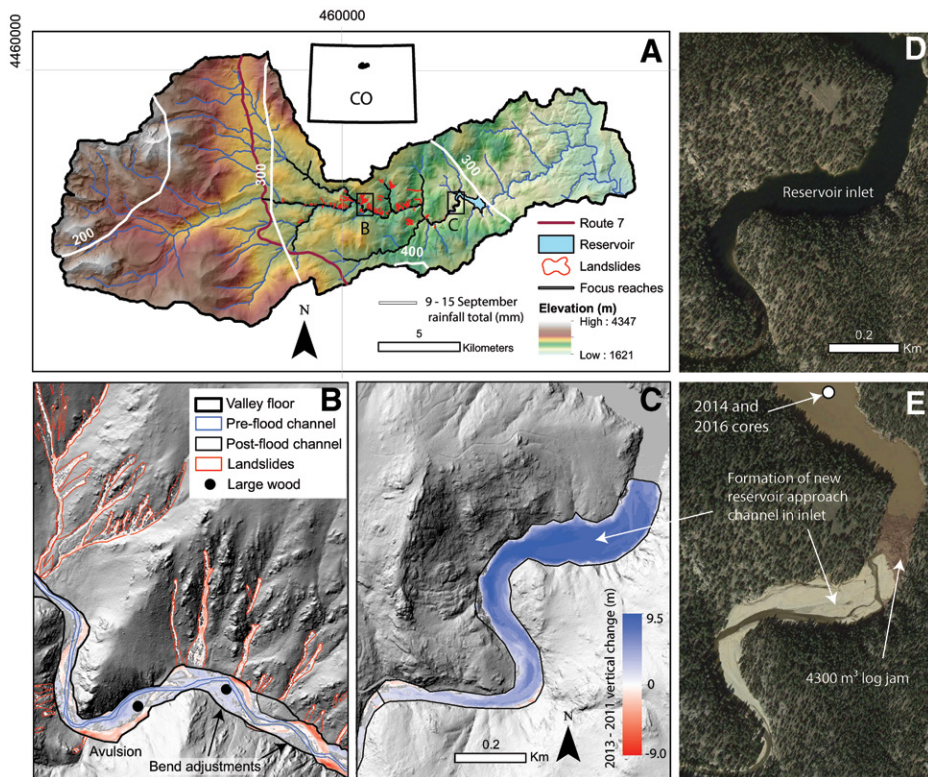 460000
4460000
A
CO
300
300
200
400
B
C
Route 7
Reservoir
Landslides
Focus reaches
9 - 15 September
rainfall total (mm)
Elevation (m)
High : 4347
Low : 1621
N
5
Kilometers
D
Reservoir inlet
0.2
Km
B
Valley floor
Pre-flood channel
Post-flood channel
Landslides
Large wood
Avulsion
Bend adjustments
C
2013 - 2011 vertical change (m)
9.5
0
-9.0
N
0.2
Km
E
2014 and
2016 cores
Formation of new
reservoir approach
channel in inlet
4300 m³ log jam